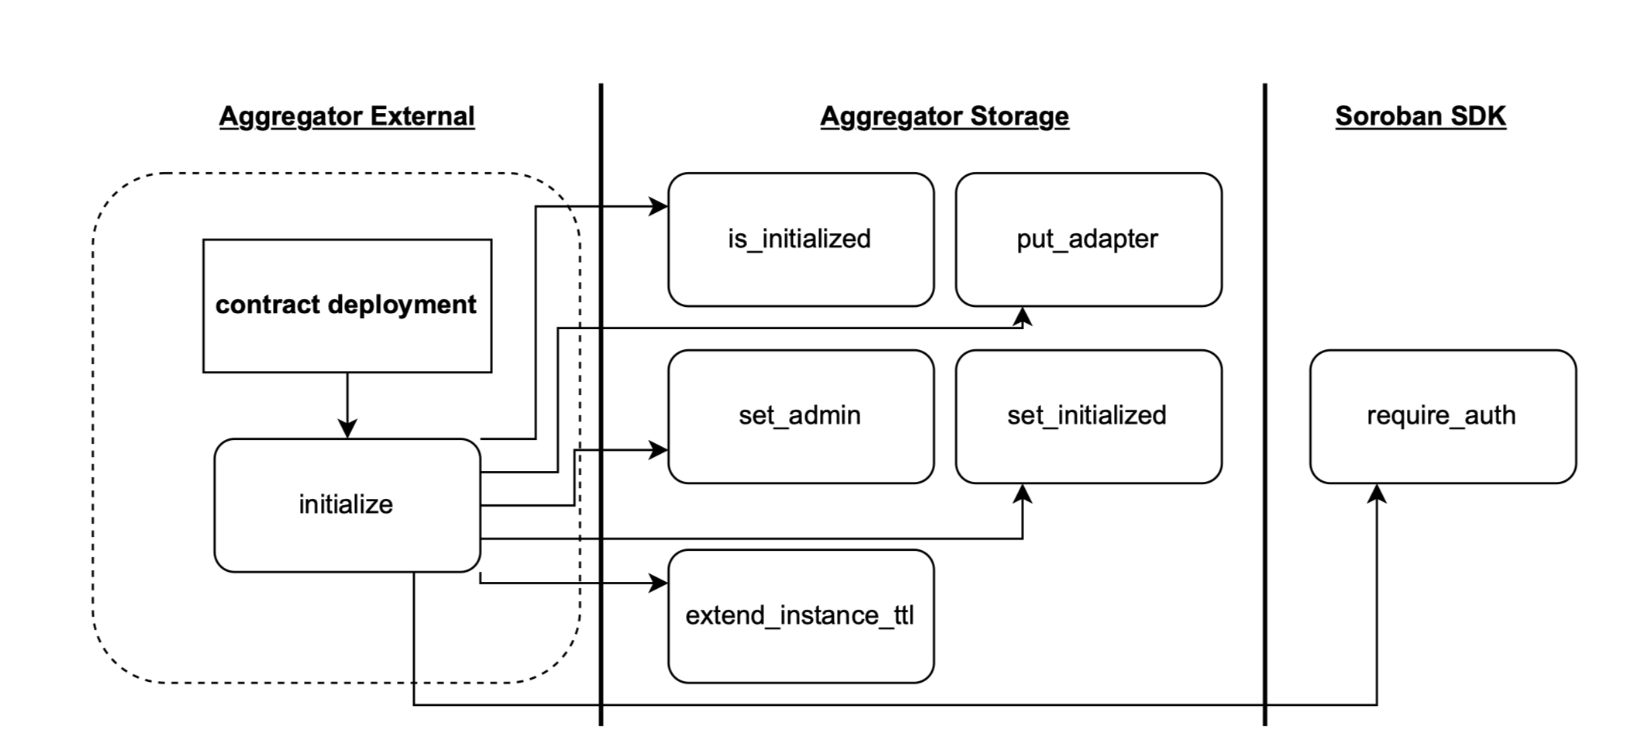 Aggregator External
Aggregator Storage
Soroban SDK
is_initialized
put_adapter
contract deployment
set_admin
set_initialized
require_auth
initialize
extend_instance_ttl